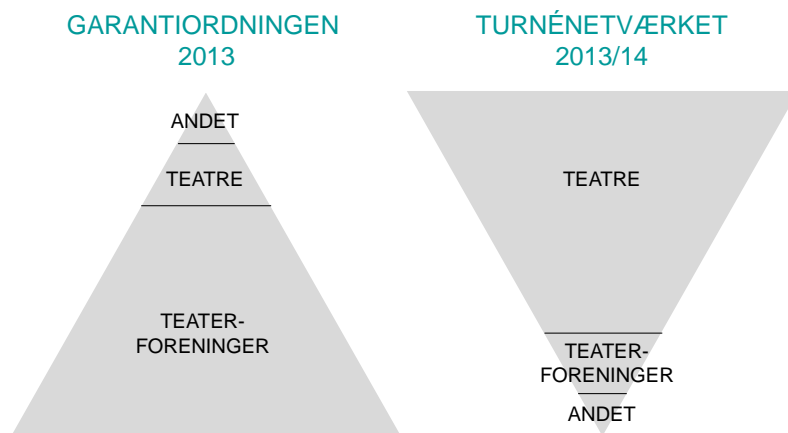 GARANTIORDNINGEN
2013
ANDET
TEATRE
TEATER-
FORENINGER
TURNÉNETVÆRKET
2013/14
TEATRE
TEATER-
FORENINGER
ANDET